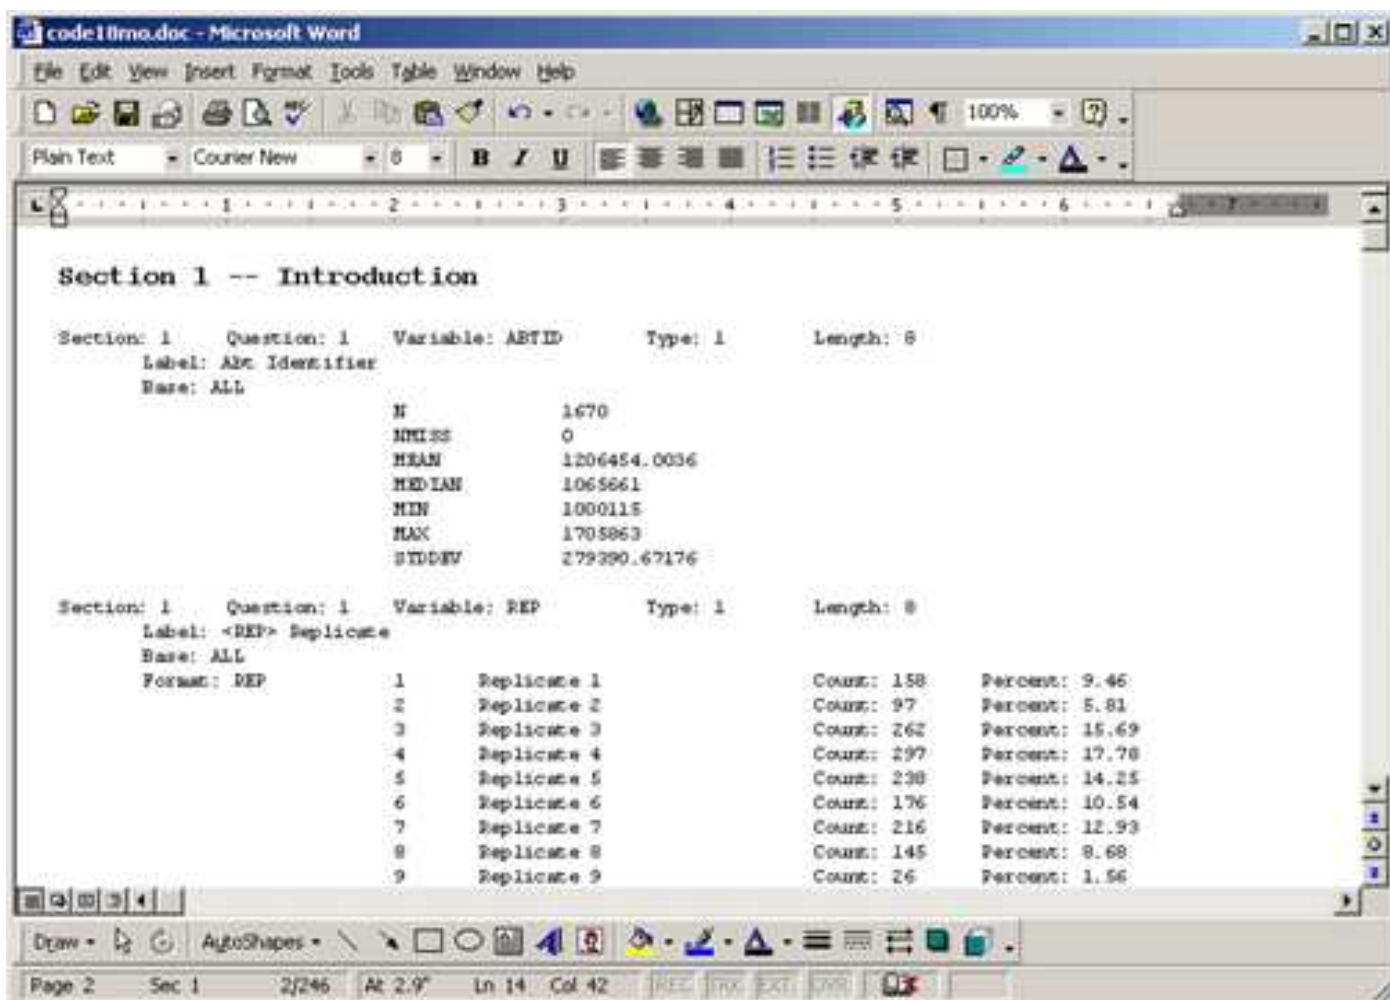 code18mo.doc - Microsoft Word
File Edit View Insert Format Tools Table Window Help
100%
Plain Text Courier New 8 B I U
1 2 3 4 5 6 7
Section 1 -- Introduction
Section: 1 Question: 1 Variable: ABTID Type: 1 Length: 8
Label: Abt Identifier
Base: ALL
N 1670
NMISS 0
MEAN 1206454.0036
MEDIAN 1065661
MIN 1000115
MAX 1705863
STDDEV 279390.67176
Section: 1 Question: 1 Variable: REP Type: 1 Length: 8
Label: <REP> Replicate
Base: ALL
Format: REP 1 Replicate 1 Count: 158 Percent: 9.46
2 Replicate 2 Count: 97 Percent: 5.81
3 Replicate 3 Count: 262 Percent: 15.69
4 Replicate 4 Count: 297 Percent: 17.78
5 Replicate 5 Count: 238 Percent: 14.25
6 Replicate 6 Count: 176 Percent: 10.54
7 Replicate 7 Count: 216 Percent: 12.93
8 Replicate 8 Count: 145 Percent: 8.68
9 Replicate 9 Count: 26 Percent: 1.56
Draw AutoShapes
Page 2 Sec 1 2/246 At 2.9" Ln 14 Col 42 REC TRK EXT OVR